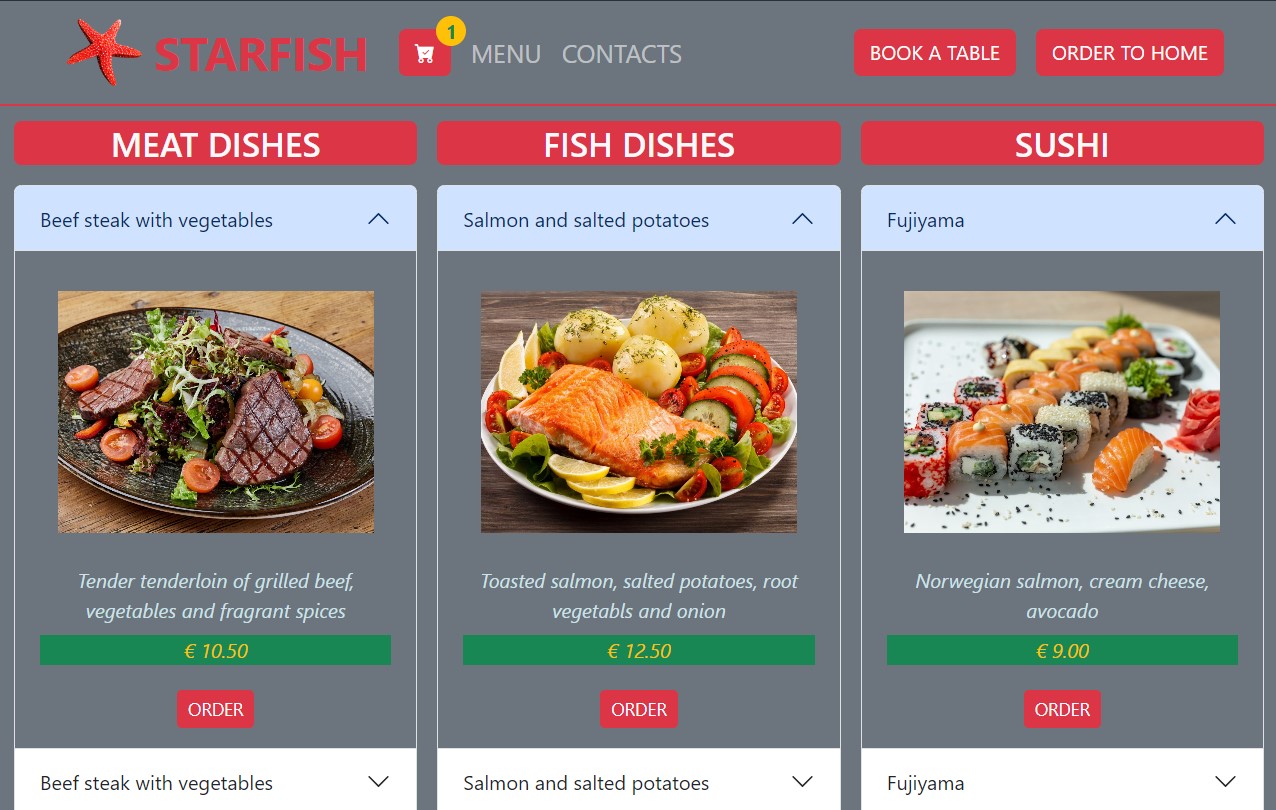 STARFISH
1
MENU
CONTACTS
BOOK A TABLE
ORDER TO HOME
MEAT DISHES
Beef steak with vegetables
Tender tenderloin of grilled beef,
vegetables and fragrant spices
€ 10.50
ORDER
Beef steak with vegetables
FISH DISHES
Salmon and salted potatoes
Toasted salmon, salted potatoes, root
vegetabls and onion
€ 12.50
ORDER
Salmon and salted potatoes
SUSHI
Fujiyama
Norwegian salmon, cream cheese,
avocado
€ 9.00
ORDER
Fujiyama